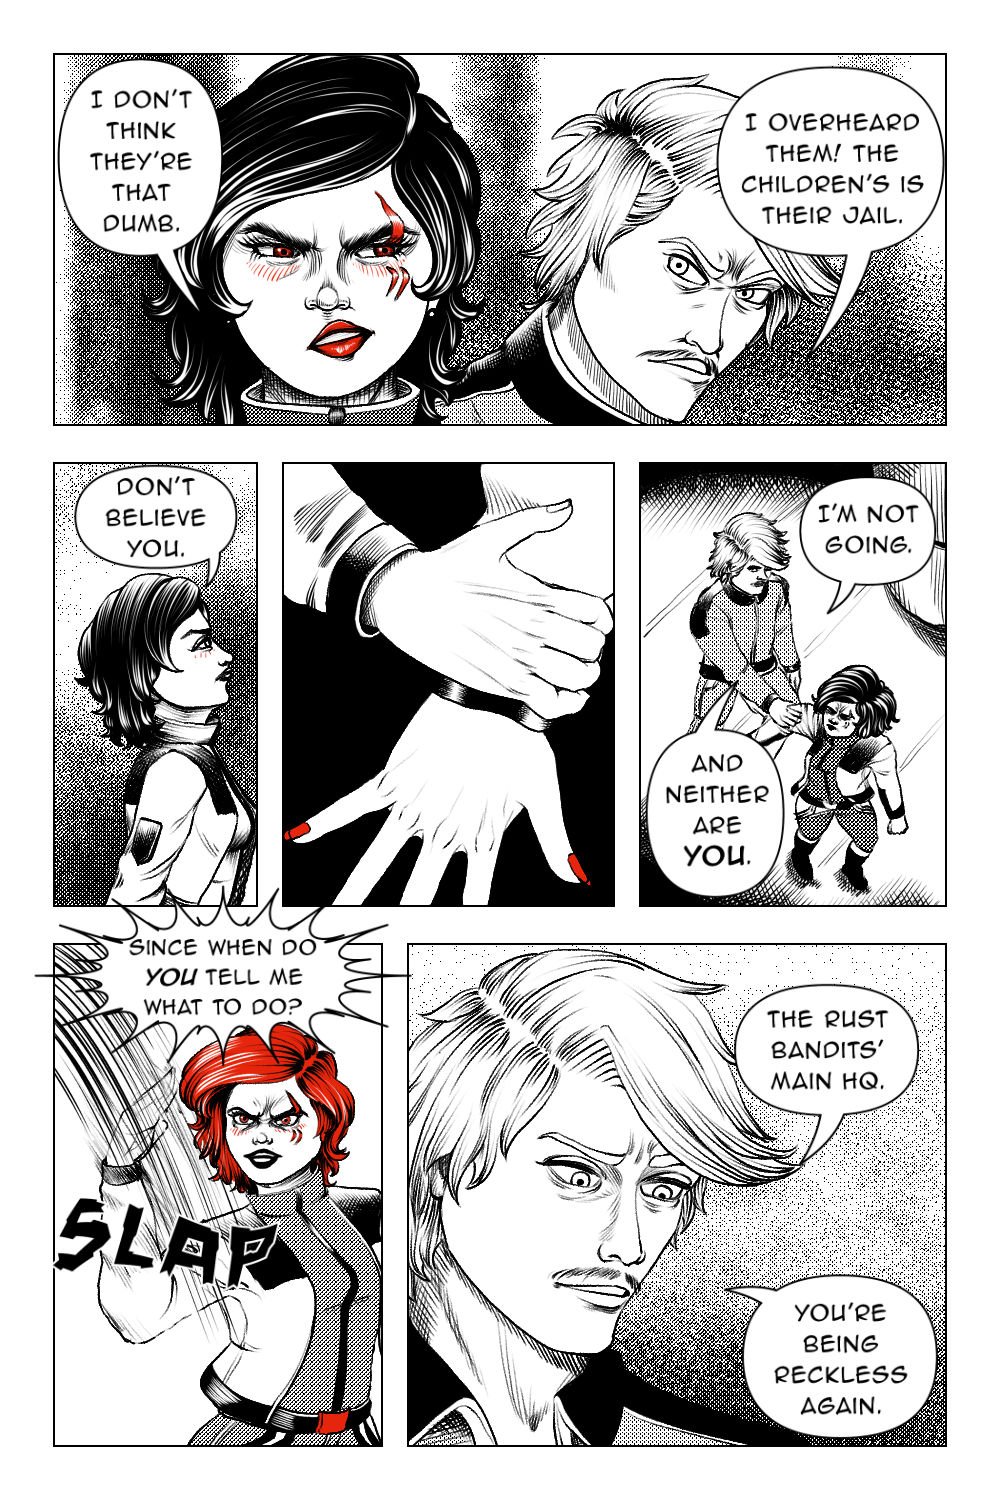 I DON'T
THINK
THEY'RE
THAT
DUMB.
I OVERHEARD
THEM! THE
CHILDREN'S IS
THEIR JAIL.
DON'T
BELIEVE
YOU.
I'M NOT
GOING.
AND
NEITHER
ARE
YOU.
SINCE WHEN DO
YOU TELL ME
WHAT TO DO?
SLAP
THE RUST
BANDITS'
MAIN HQ.
YOU'RE
BEING
RECKLESS
AGAIN.